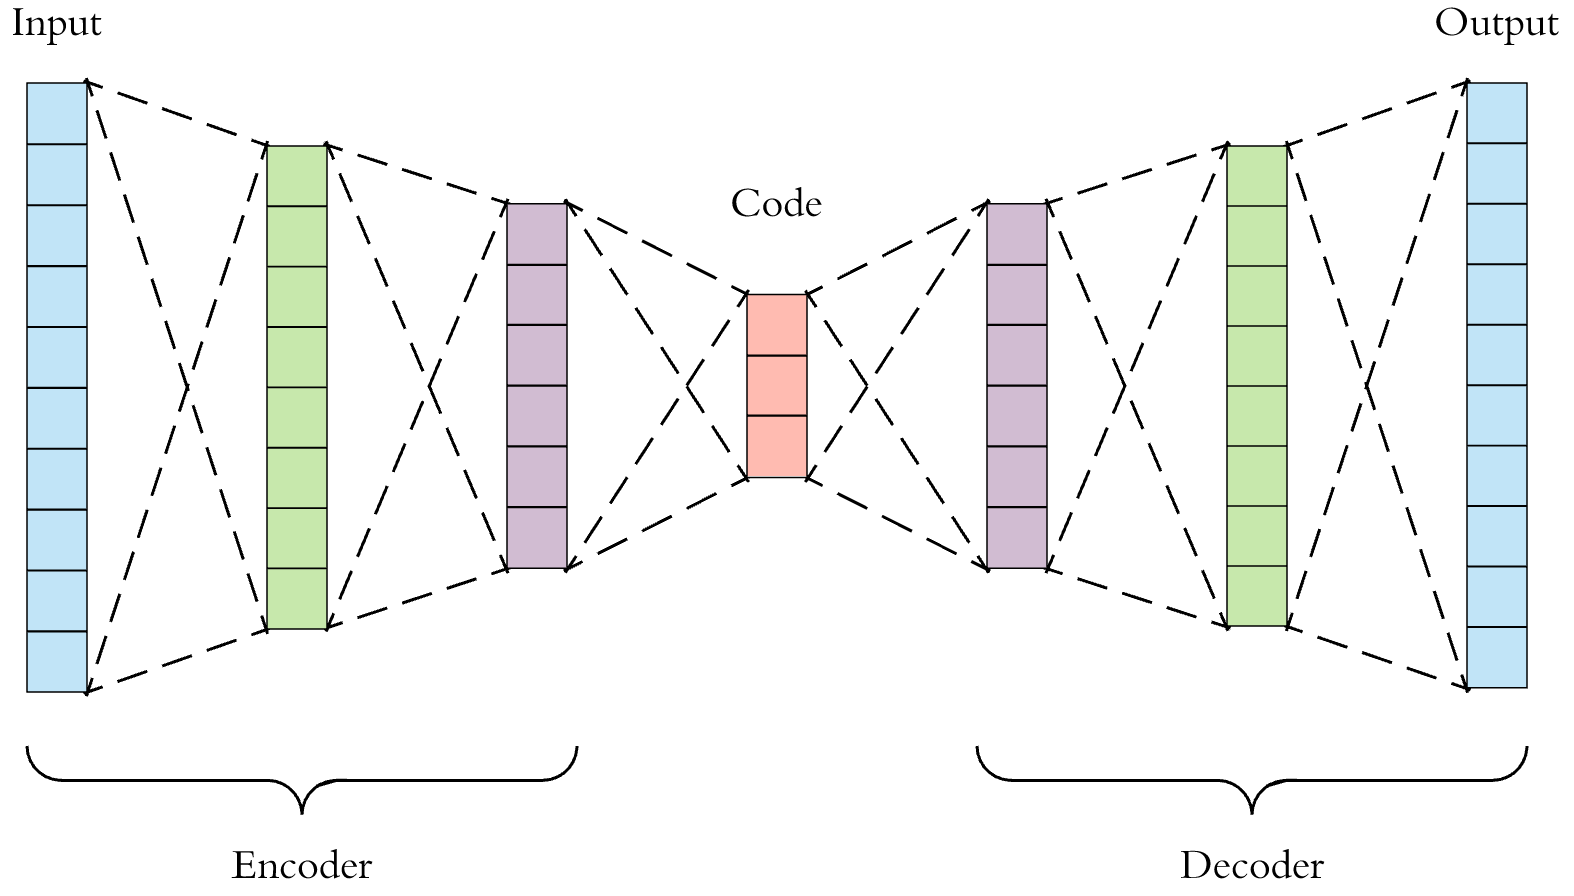 Input
Output
Code
Encoder
Decoder